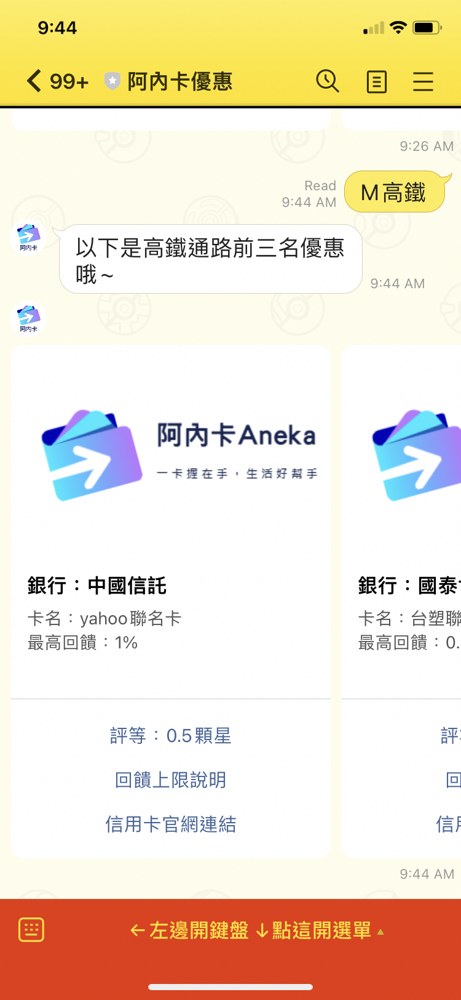 9:44
99+
阿內卡優惠
9:26 AM
Read
9:44 AM
M高鐵
阿內卡
以下是高鐵通路前三名優惠
哦~
9:44 AM
阿內卡
阿內卡Aneka
一卡握在手，生活好幫手
銀行：中國信託
卡名：yahoo聯名卡
最高回饋：1%
評等：0.5顆星
回饋上限說明
信用卡官網連結
銀行：國泰
卡名：台塑聯
最高回饋：0.
評
回
信用
9:44 AM
←左邊開鍵盤 ↓點這開選單▲